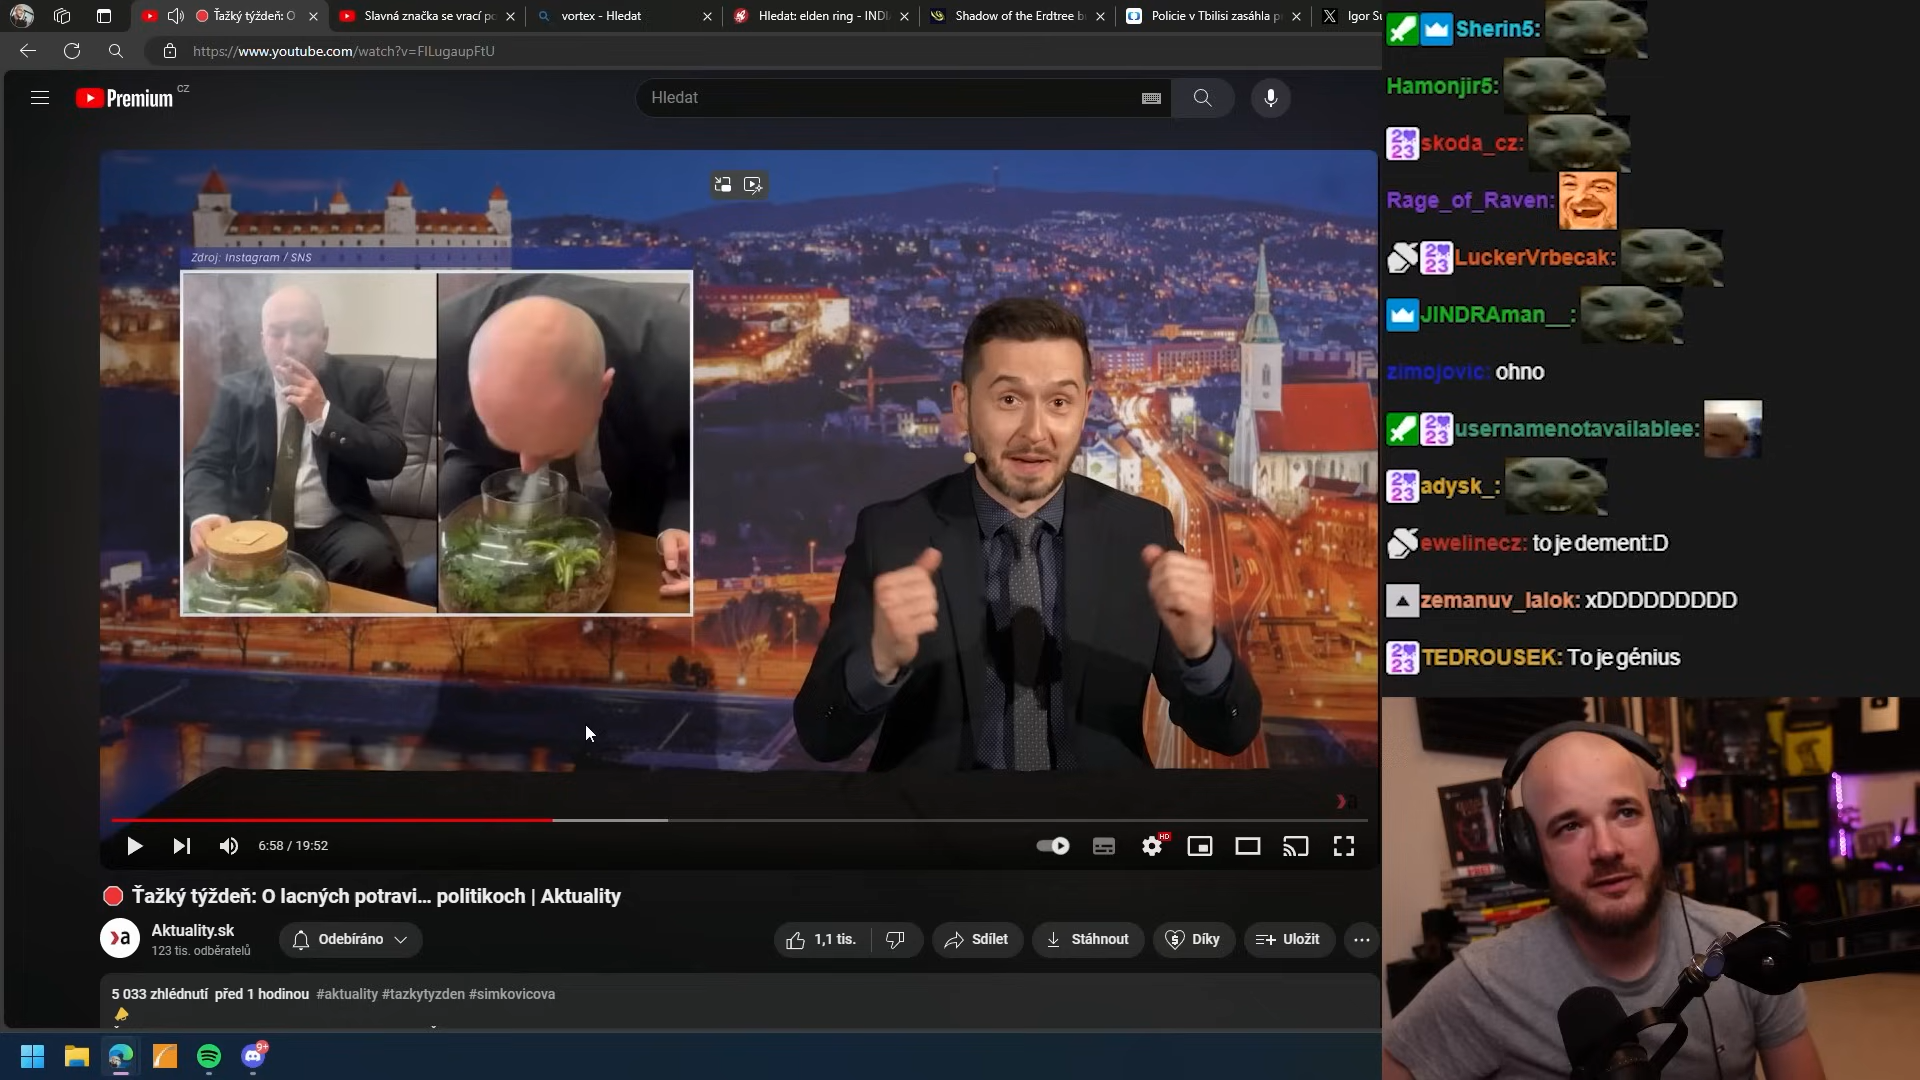 Ťažký týždeň: O
Slavná značka se vrací po
vortex - Hledat
Hledat: elden ring - INDI
Shadow of the Erdtree b
Policie v Tbilisi zasáhla p
Igor Su
https://www.youtube.com/watch?v=FILugaupFtU
Premium CZ
Hledat
Zdroj: Instagram / SNS
6:58 / 19:52
HD
Ťažký týždeň: O lacných potravi... politikoch | Aktuality
Aktuality.sk
123 tis. odběratelů
Odebíráno
1,1 tis.
Sdílet
Stáhnout
Díky
Uložit
5 033 zhlédnutí před 1 hodinou #aktuality #tazkytyzden #simkovicova
9+
Sherin5:
Hamonjir5:
skoda_cz:
Rage_of_Raven:
LuckerVrbecak:
JINDRAman__:
zimojovic: ohno
usernamenotavailablee:
adysk_:
ewelinecz: to je dement:D
zemanuv_lalok: xDDDDDDDDD
TEDROUSEK: To je génius